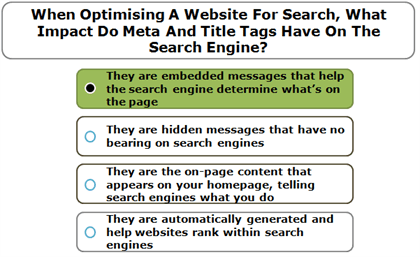 When Optimising A Website For Search, What
Impact Do Meta And Title Tags Have On The
Search Engine?
They are embedded messages that help
the search engine determine what's on
the page
They are hidden messages that have no
bearing on search engines
They are the on-page content that
appears on your homepage, telling
search engines what you do
They are automatically generated and
help websites rank within search
engines